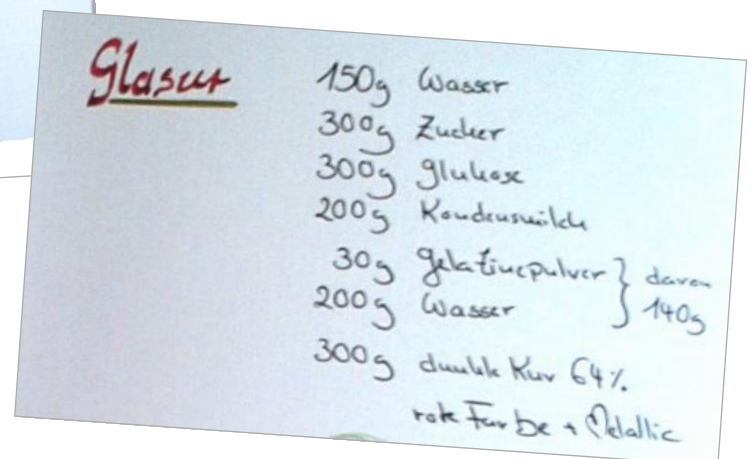 Glasur
150g Wasser
300g Zucker
300g Glukose
200g Kondensmilch
30g Gelatinepulver } davon
200g Wasser } 140g
300g dunkle Kuv 64%
rote Farbe + Metallic